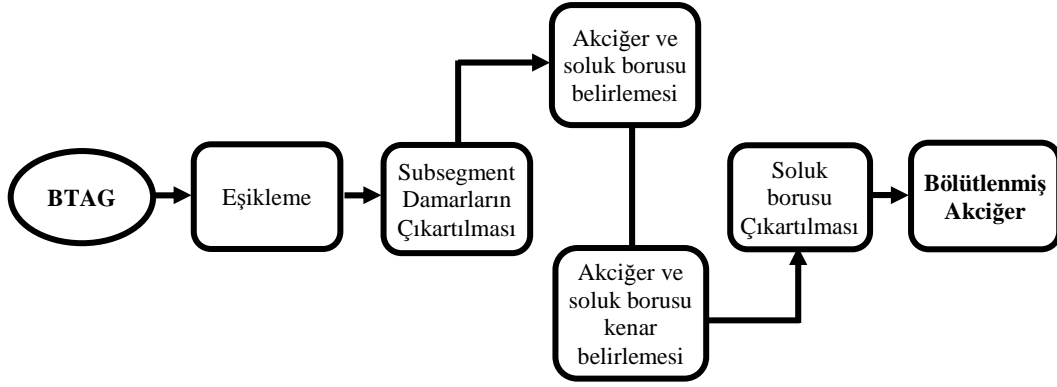 BTAG
Eşikleme
Subsegment
Damarların
Çıkartılması
Akciğer ve
soluk borusu
belirlemesi
Akciğer ve
soluk borusu
kenar
belirlemesi
Soluk
borusu
Çıkartılması
Bölütlenmiş
Akciğer